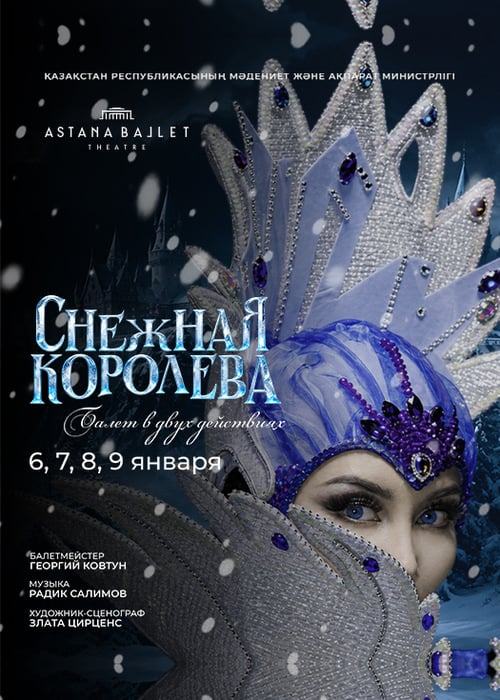 ҚАЗАҚСТАН РЕСПУБЛИКАСЫНЫҢ МӘДЕНИЕТ ЖӘНЕ АҚПАРАТ МИНИСТРЛІГІ
ASTANA BALLET
THEATRE
СНЕЖНАЯ
КОРОЛЕВА
Балет в двух действиях
6, 7, 8, 9 января
БАЛЕТМЕЙСТЕР
ГЕОРГИЙ КОВТУН
МУЗЫКА
РАДИК САЛИМОВ
ХУДОЖНИК-СЦЕНОГРАФ
ЗЛАТА ЦИРЦЕНС